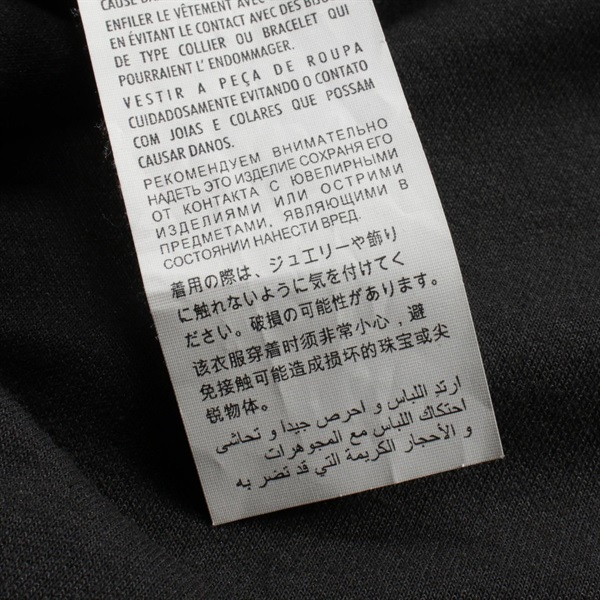 CAUSE DA
ENFILER LE VÊTEMENT AVEC
EN ÉVITANT LE CONTACT AVEC DES BIJOU
DE TYPE COLLIER OU BRACELET QUI
POURRAIENT L'ENDOMMAGER.
VESTIR A PEÇA DE ROUPA
CUIDADOSAMENTE EVITANDO O CONTATO
COM JOIAS E COLARES QUE POSSAM
CAUSAR DANOS.
РЕКОМЕНДУЕМ ВНИМАТЕЛЬНО
НАДЕТЬ ЭТО ИЗДЕЛИЕ СОХРАНЯ ЕГО
ОТ КОНТАКТА С ЮВЕЛИРНЫМИ
ИЗДЕЛИЯМИ ИЛИ ОСТРИМИ
ПРЕДМЕТАМИ, ЯВЛЯЮЩИМИ В
СОСТОЯНИИ НАНЕСТИ ВРЕД.
着用の際は、ジュエリーや飾り
に触れないように気を付けてく
ださい。破損の可能性があります。
该衣服穿着时须非常小心，避
免接触可能造成损坏的珠宝或尖
锐物体。
ارتد اللباس و احرص جيدا و تحاشى
احتكاك اللباس مع المجوهرات
و الأحجار الكريمة التي قد تضر به